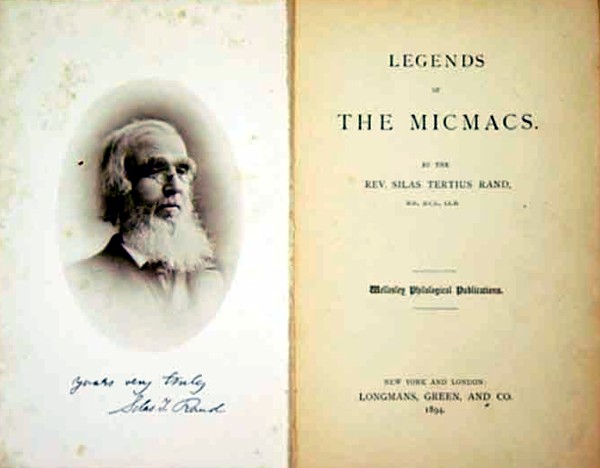 Yours very truly
Silas T. Rand
LEGENDS
OF
THE MICMACS.
BY THE
REV. SILAS TERTIUS RAND,
D.D., D.C.L., LL.D.
Wellesley Philological Publications.
NEW YORK AND LONDON:
LONGMANS, GREEN, AND CO.
1894.